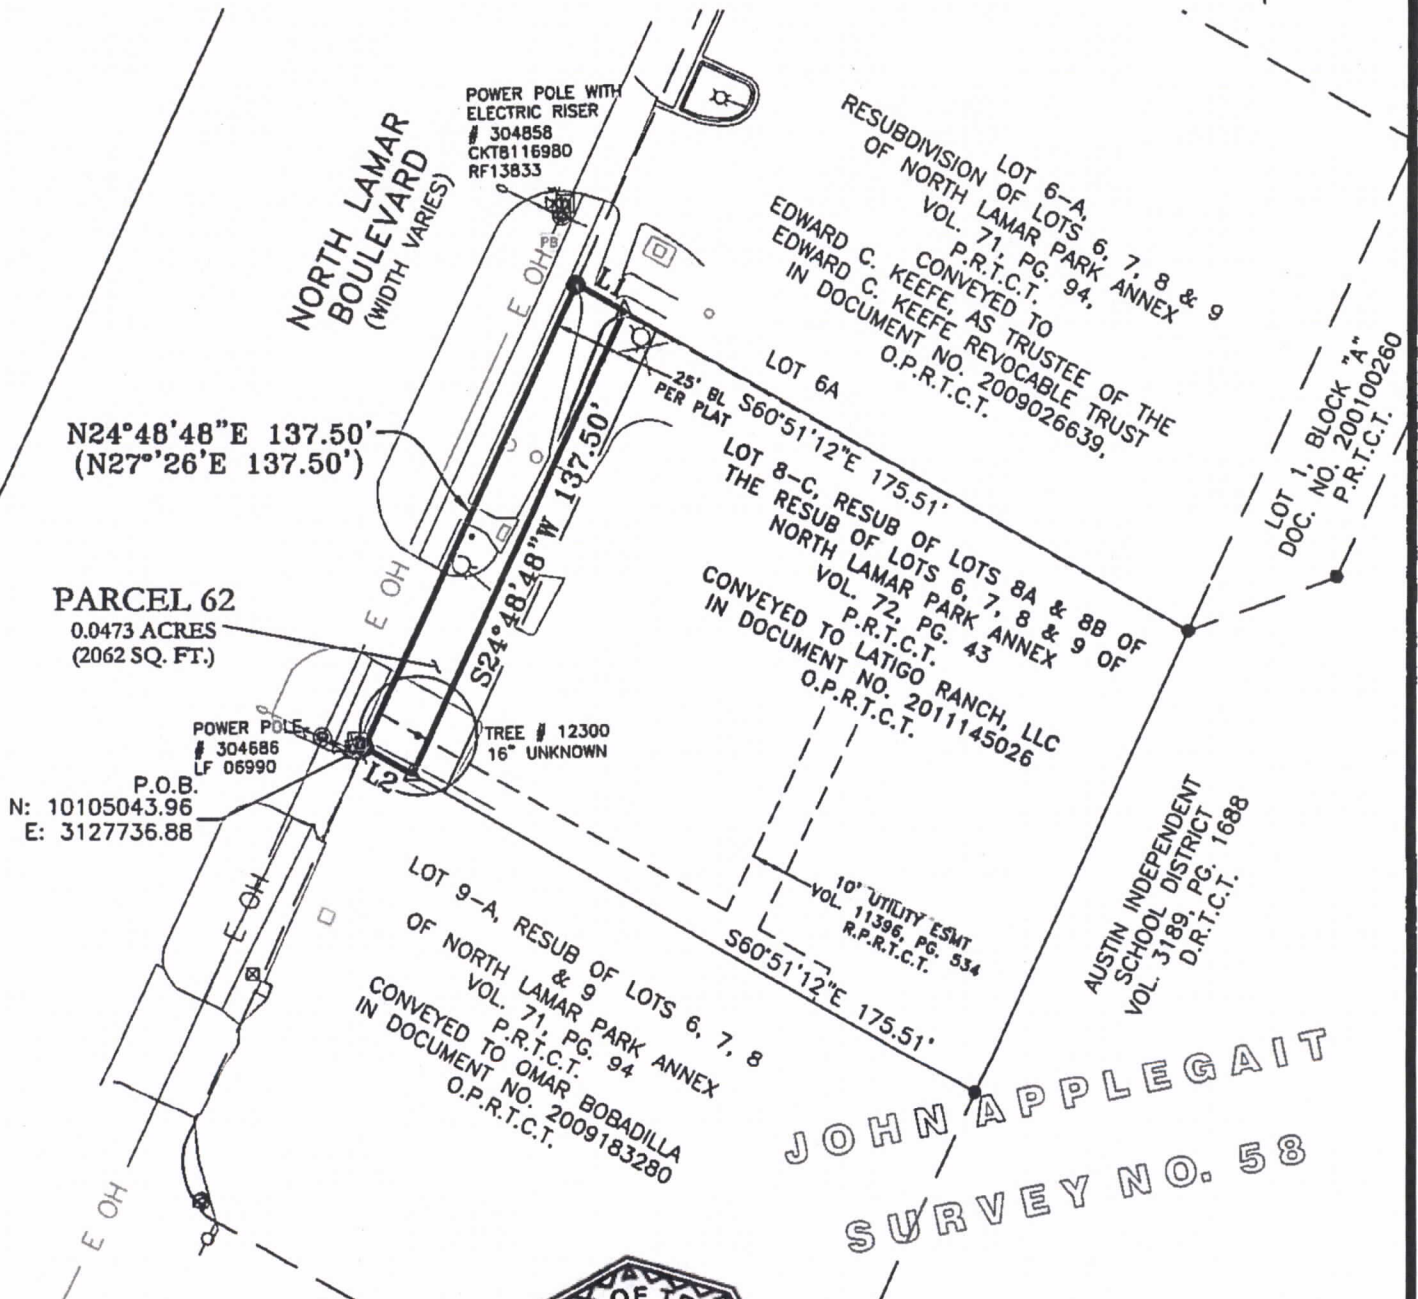 POWER POLE WITH
ELECTRIC RISER
# 304858
CKT8116980
RF13833
NORTH LAMAR
BOULEVARD
(WIDTH VARIES)
PB
E OH
L1
LOT 6-A,
RESUBDIVISION OF LOTS 6, 7, 8 & 9
OF NORTH LAMAR PARK ANNEX
VOL. 71, PG. 94,
P.R.T.C.T.
CONVEYED TO
EDWARD C. KEEFE, AS TRUSTEE OF THE
EDWARD C. KEEFE REVOCABLE TRUST
IN DOCUMENT NO. 2009026639,
O.P.R.T.C.T.
LOT 1, BLOCK "A"
DOC. NO. 200100260
P.R.T.C.T.
LOT 6A
25' BL
PER PLAT
S60°51'12"E 175.51'
N24°48'48"E 137.50'
(N27°'26'E 137.50')
S24°48'48"W 137.50'
LOT 8-C, RESUB OF LOTS 8A & 8B OF
THE RESUB OF LOTS 6, 7, 8 & 9 OF
NORTH LAMAR PARK ANNEX
VOL. 72, PG. 43
P.R.T.C.T.
CONVEYED TO LATIGO RANCH, LLC
IN DOCUMENT NO. 2011145026
O.P.R.T.C.T.
E OH
PARCEL 62
0.0473 ACRES
(2062 SQ. FT.)
POWER POLE
# 304686
LF 06990
P.O.B.
N: 10105043.96
E: 3127736.88
L2
TREE # 12300
16" UNKNOWN
10' UTILITY ESMT
VOL. 11396, PG. 534
R.P.R.T.C.T.
S60°51'12"E 175.51'
AUSTIN INDEPENDENT
SCHOOL DISTRICT
VOL. 3189, PG. 1688
D.R.T.C.T.
E OH
LOT 9-A, RESUB OF LOTS 6, 7, 8
& 9
OF NORTH LAMAR PARK ANNEX
VOL. 71, PG. 94
P.R.T.C.T.
CONVEYED TO OMAR BOBADILLA
IN DOCUMENT NO. 2009183280
O.P.R.T.C.T.
JOHN APPLEGAIT
SURVEY NO. 58
E OH
OF